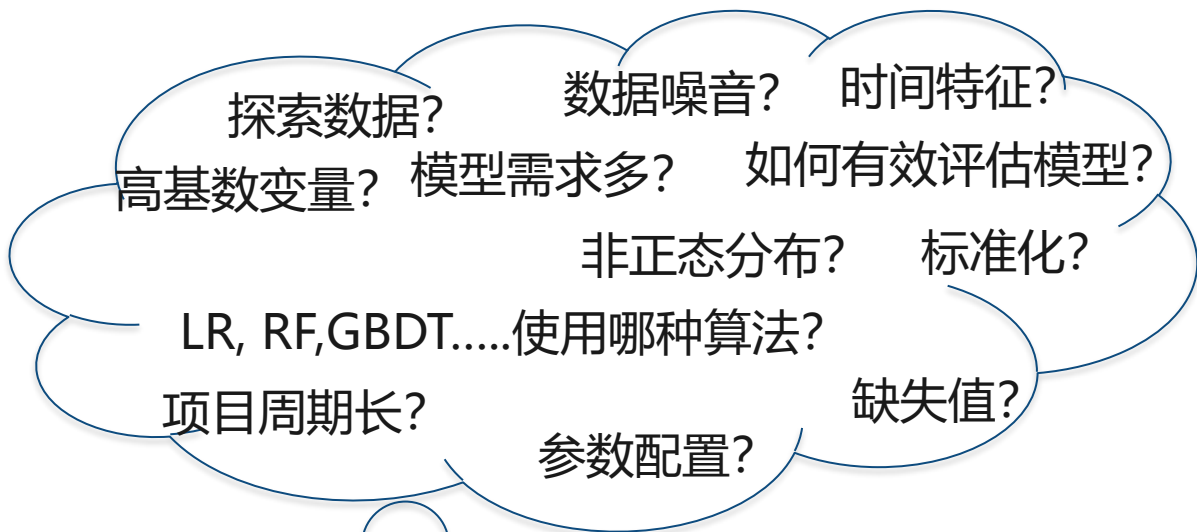 探索数据？
数据噪音？
时间特征？
高基数变量？
模型需求多？
如何有效评估模型？
非正态分布？
标准化？
LR, RF,GBDT.....使用哪种算法？
项目周期长？
缺失值？
参数配置？